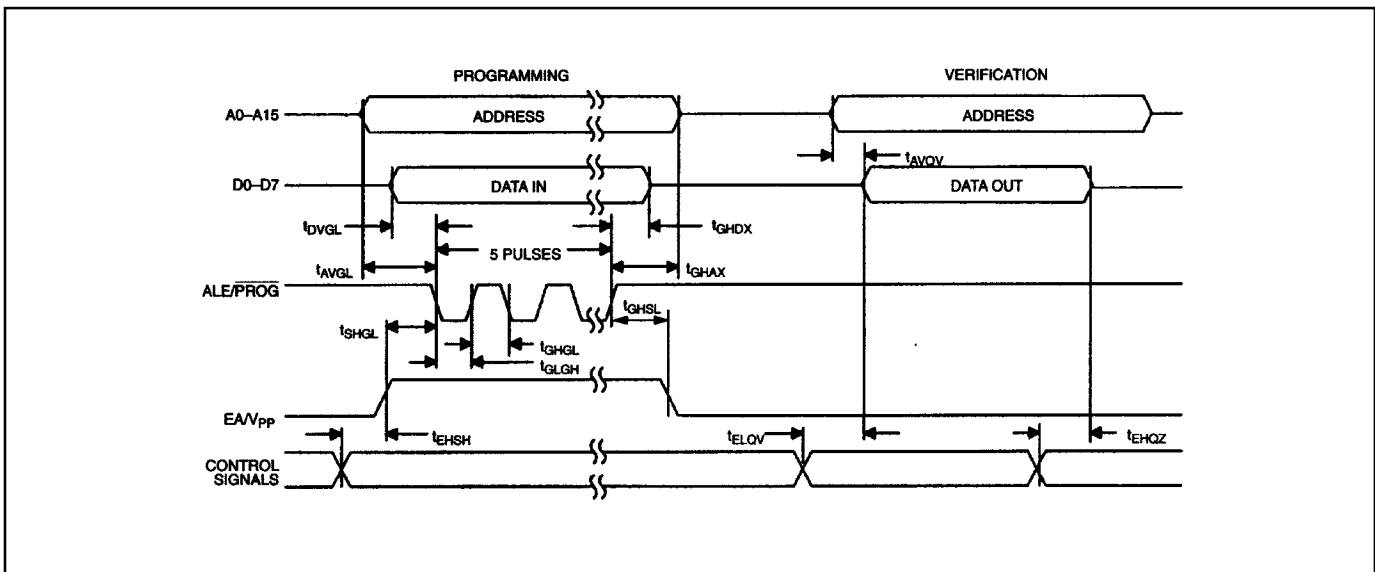 PROGRAMMING VERIFICATION
A0–A15 ADDRESS ADDRESS
tAVQV
D0–D7 DATA IN DATA OUT
tDVGL tGHDX
5 PULSES
tAVGL tGHAX
ALE/PROG
tGHSL
tSHGL
tGHGL
tGLGH
EA/VPP
tEHSH tELQV tEHQZ
CONTROL
SIGNALS